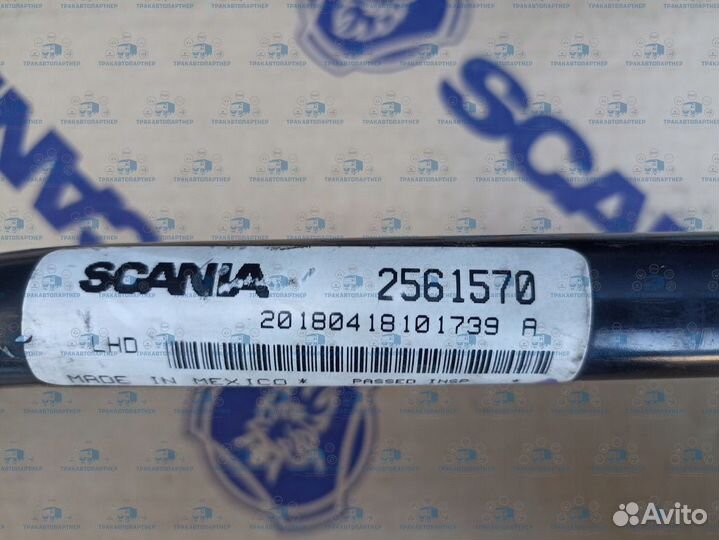 SCANIA 2561570
20180418101739 A
LHD
MADE IN MEXICO * PASSED INSP *
SCANIA
ТРАКАВТОПАРТНЕР
Avito